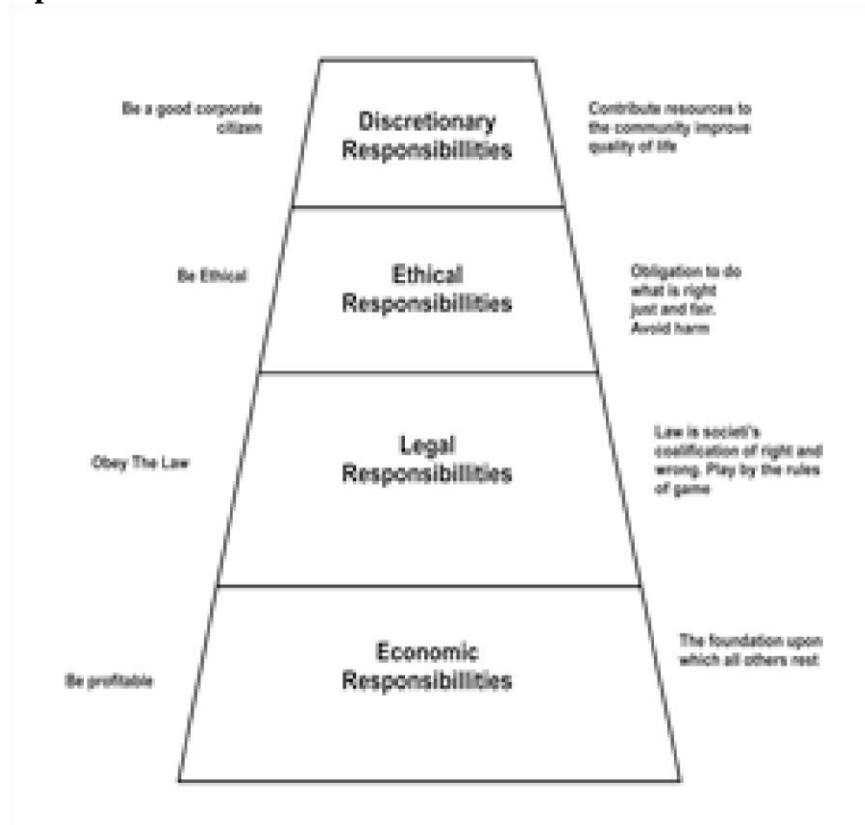 Be a good corporate
citizen
Discretionary
Responsibillities
Contribute resources to
the community improve
quality of life
Be Ethical
Ethical
Responsibillities
Obligation to do
what is right
just and fair.
Avoid harm
Obey The Law
Legal
Responsibillities
Law is societi's
coalification of right and
wrong. Play by the rules
of game
Be profitable
Economic
Responsibillities
The foundation upon
which all others rest